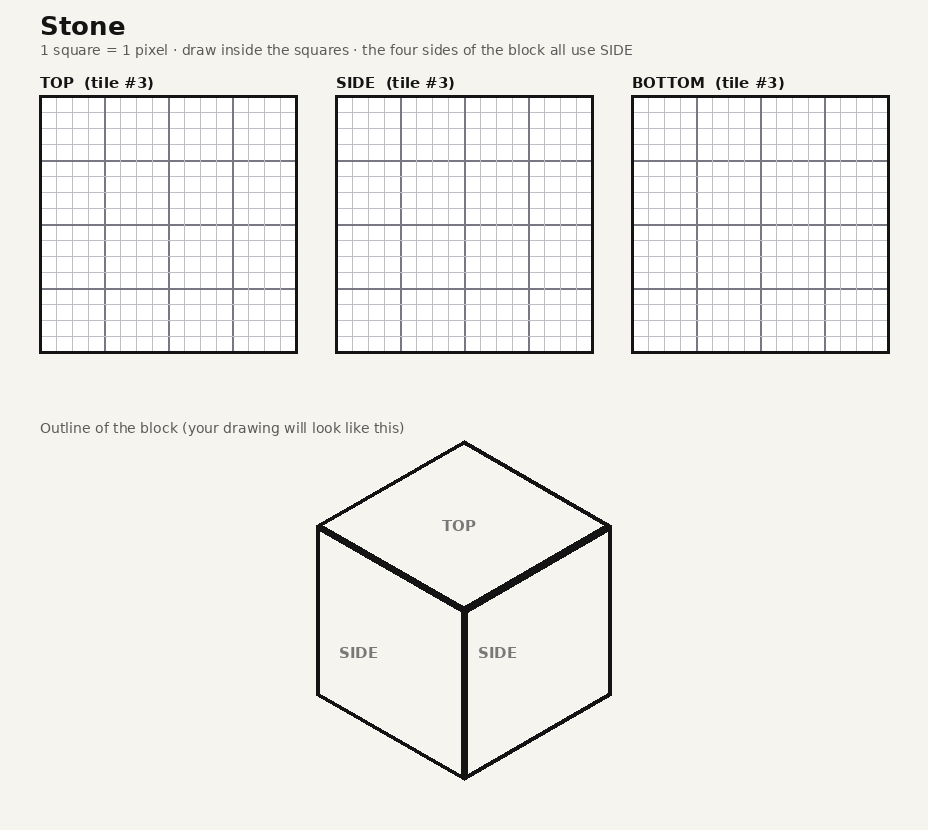 Stone
1 square = 1 pixel · draw inside the squares · the four sides of the block all use SIDE
TOP (tile #3)
SIDE (tile #3)
BOTTOM (tile #3)
Outline of the block (your drawing will look like this)
TOP
SIDE
SIDE